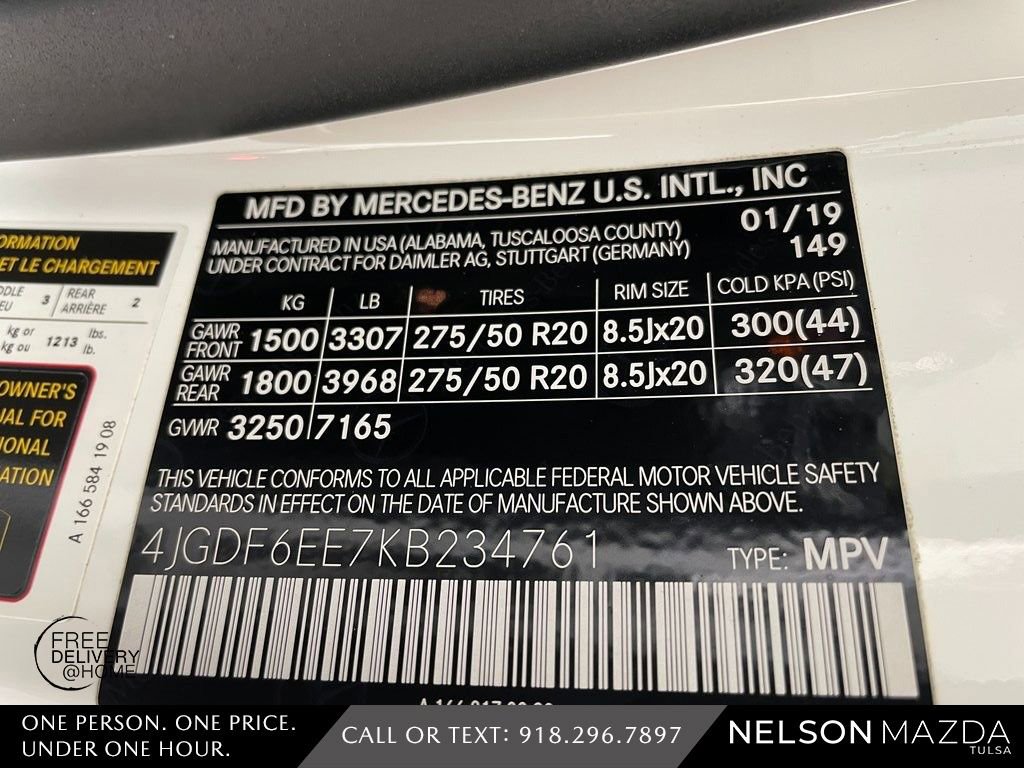 MFD BY MERCEDES-BENZ U.S. INTL., INC
MANUFACTURED IN USA (ALABAMA, TUSCALOOSA COUNTY) 01/19
UNDER CONTRACT FOR DAIMLER AG, STUTTGART (GERMANY) 149
KG LB TIRES RIM SIZE COLD KPA (PSI)
GAWR FRONT 1500 3307 275/50 R20 8.5Jx20 300(44)
GAWR REAR 1800 3968 275/50 R20 8.5Jx20 320(47)
GVWR 3250 7165
THIS VEHICLE CONFORMS TO ALL APPLICABLE FEDERAL MOTOR VEHICLE SAFETY
STANDARDS IN EFFECT ON THE DATE OF MANUFACTURE SHOWN ABOVE.
4JGDF6EE7KB234761 TYPE: MPV
ORMATION
ET LE CHARGEMENT
DDLE 3 REAR 2
EU ARRIÈRE
kg or 1213 lbs.
kg ou lb.
OWNER'S
UAL FOR
IONAL
ATION
A 166 584 19 08
FREE
DELIVERY
@HOME
ONE PERSON. ONE PRICE.
UNDER ONE HOUR.
CALL OR TEXT: 918.296.7897
NELSON MAZDA
TULSA